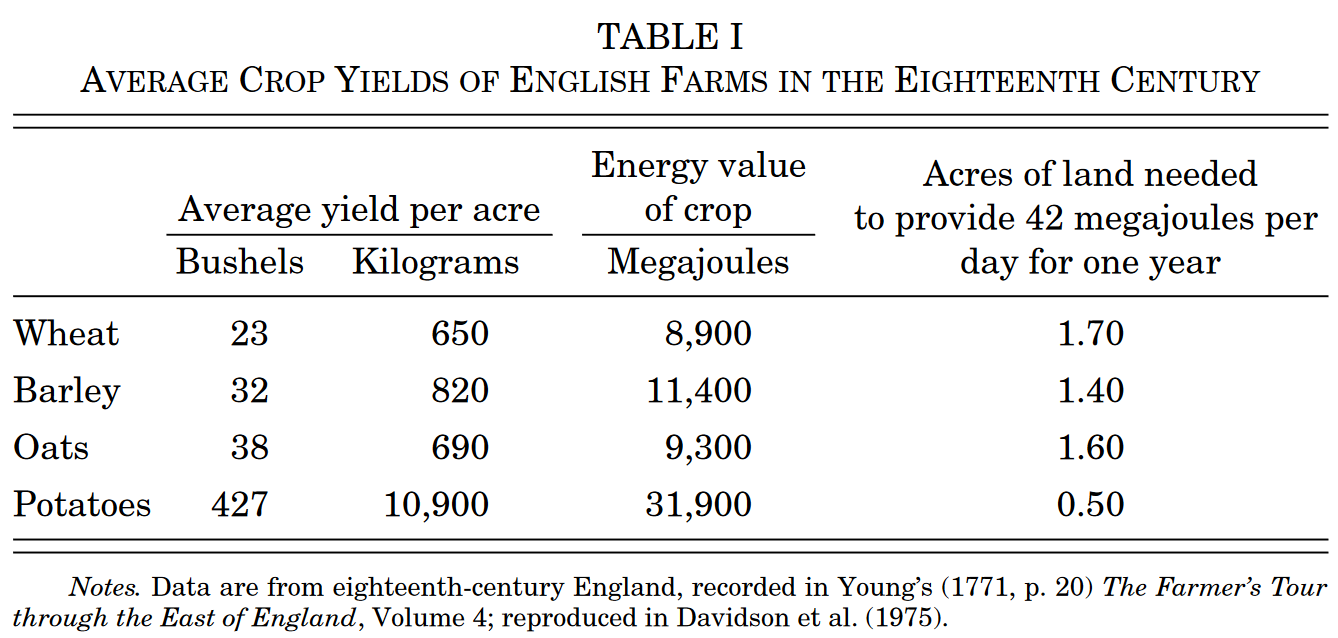 TABLE I
AVERAGE CROP YIELDS OF ENGLISH FARMS IN THE EIGHTEENTH CENTURY
Energy value
Acres of land needed
Average yield per acre
of crop
to provide 42 megajoules per
Bushels Kilograms Megajoules day for one year
Wheat 23 650 8,900 1.70
Barley 32 820 11,400 1.40
Oats 38 690 9,300 1.60
Potatoes 427 10,900 31,900 0.50
Notes. Data are from eighteenth-century England, recorded in Young's (1771, p. 20) The Farmer's Tour
through the East of England, Volume 4; reproduced in Davidson et al. (1975).